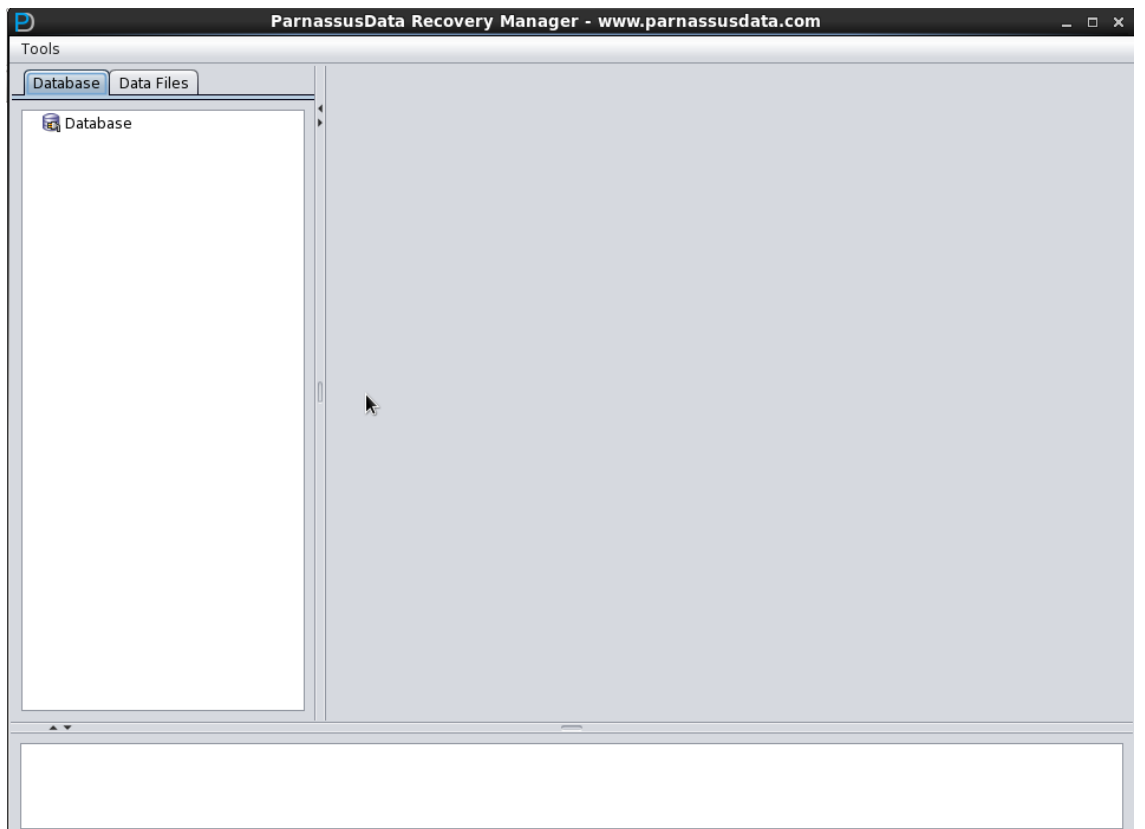 ParnassusData Recovery Manager - www.parnassusdata.com
Tools
Database Data Files
Database